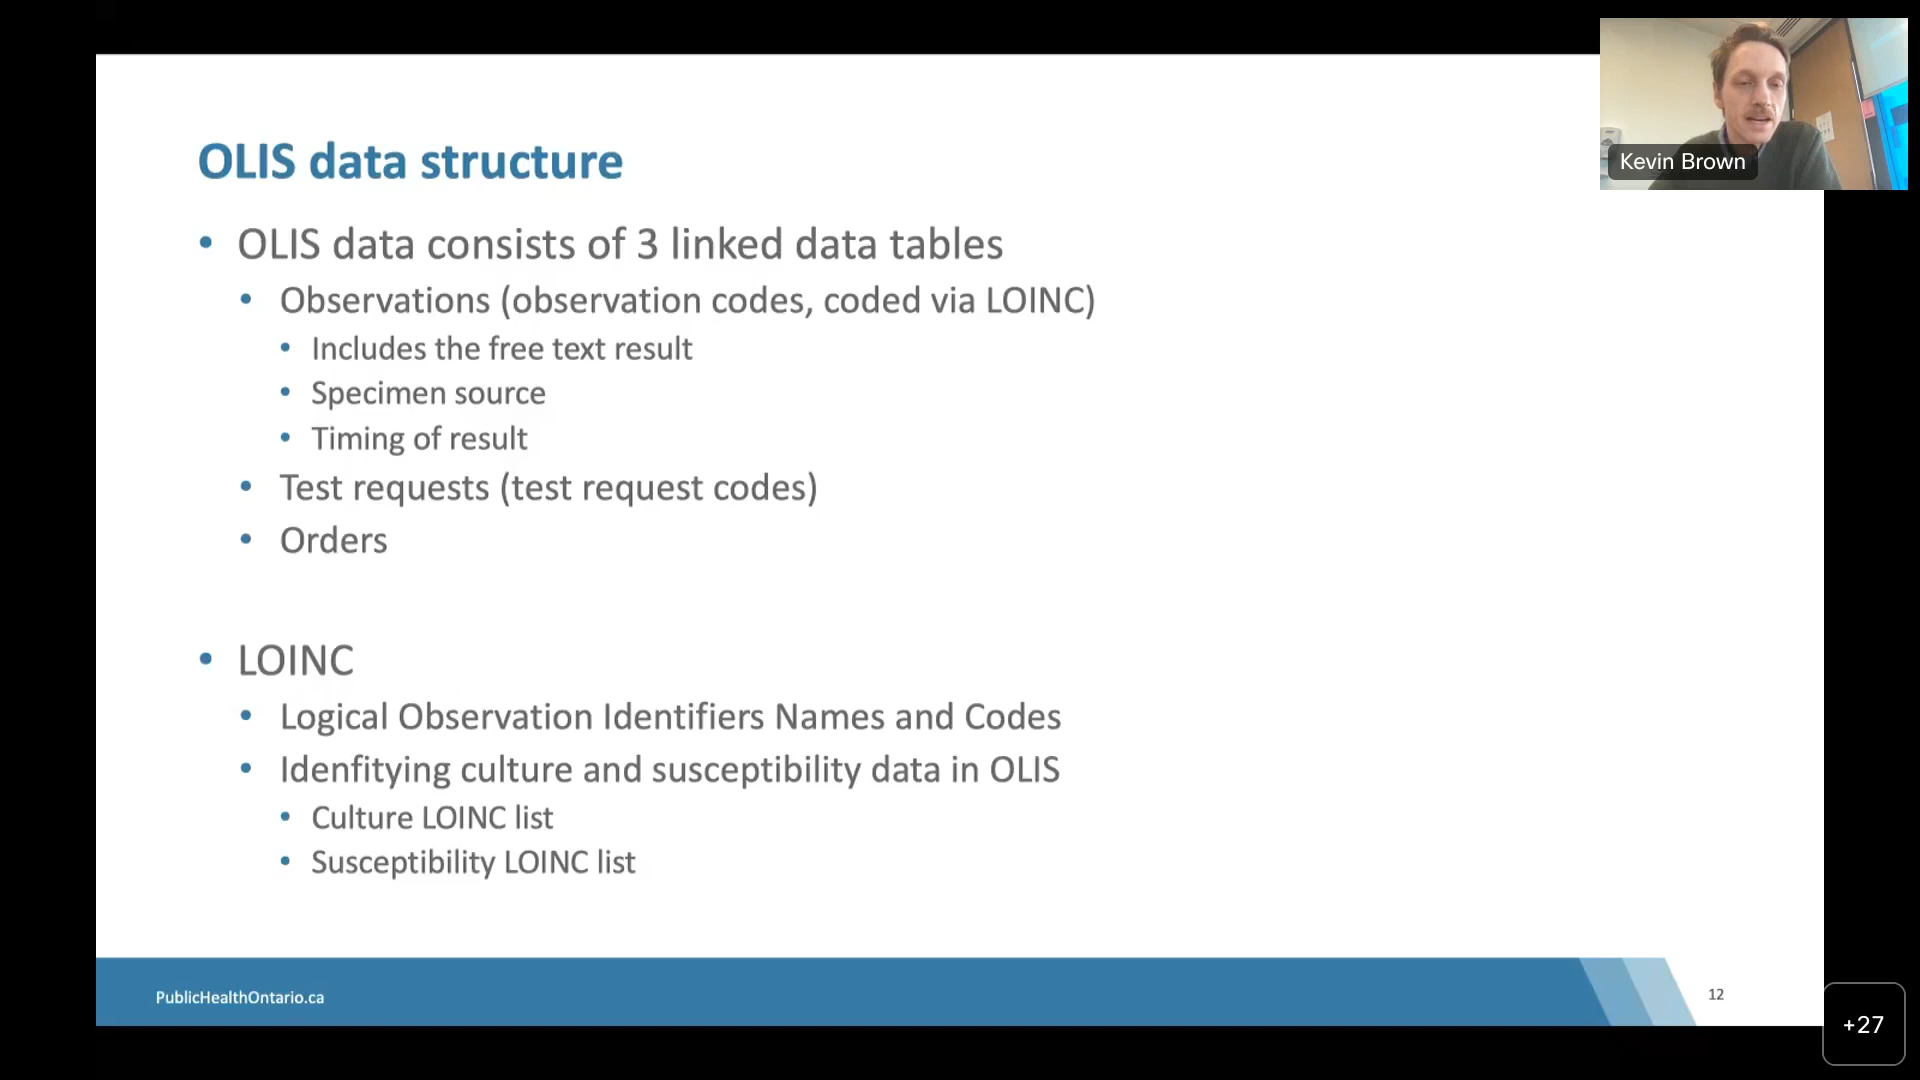 Kevin Brown
OLIS data structure
• OLIS data consists of 3 linked data tables
• Observations (observation codes, coded via LOINC)
• Includes the free text result
• Specimen source
• Timing of result
• Test requests (test request codes)
• Orders
• LOINC
• Logical Observation Identifiers Names and Codes
• Idenfitying culture and susceptibility data in OLIS
• Culture LOINC list
• Susceptibility LOINC list
PublicHealthOntario.ca
12
+27